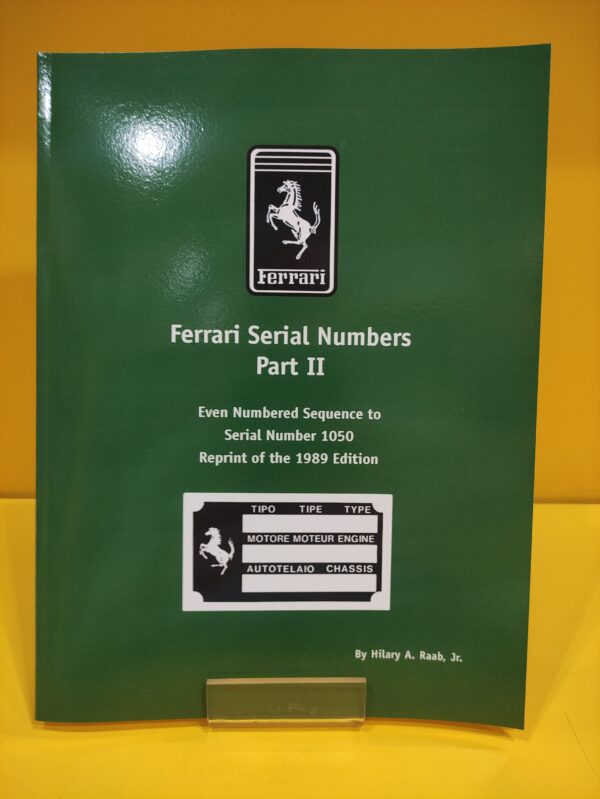 Ferrari
Ferrari Serial Numbers
Part II
Even Numbered Sequence to
Serial Number 1050
Reprint of the 1989 Edition
TIPO TIPE TYPE
MOTORE MOTEUR ENGINE
AUTOTELAIO CHASSIS
By Hilary A. Raab, Jr.